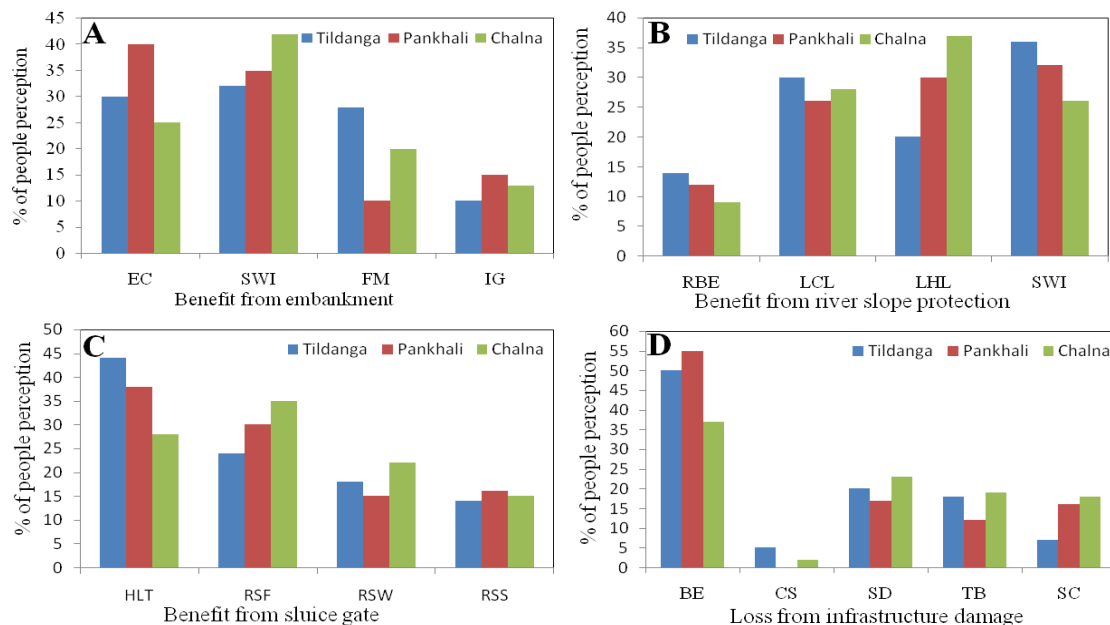 A
Tildanga Pankhali Chalna
% of people perception
45
40
35
30
25
20
15
10
5
0
EC SWI FM IG
Benefit from embankment
B
Tildanga Pankhali Chalna
% of people perception
40
35
30
25
20
15
10
5
0
RBE LCL LHL SWI
Benefit from river slope protection
C
Tildanga Pankhali Chalna
% of people perception
50
45
40
35
30
25
20
15
10
5
0
HLT RSF RSW RSS
Benefit from sluice gate
D
Tildanga Pankhali Chalna
% of people perception
60
55
50
45
40
35
30
25
20
15
10
5
0
BE CS SD TB SC
Loss from infrastructure damage